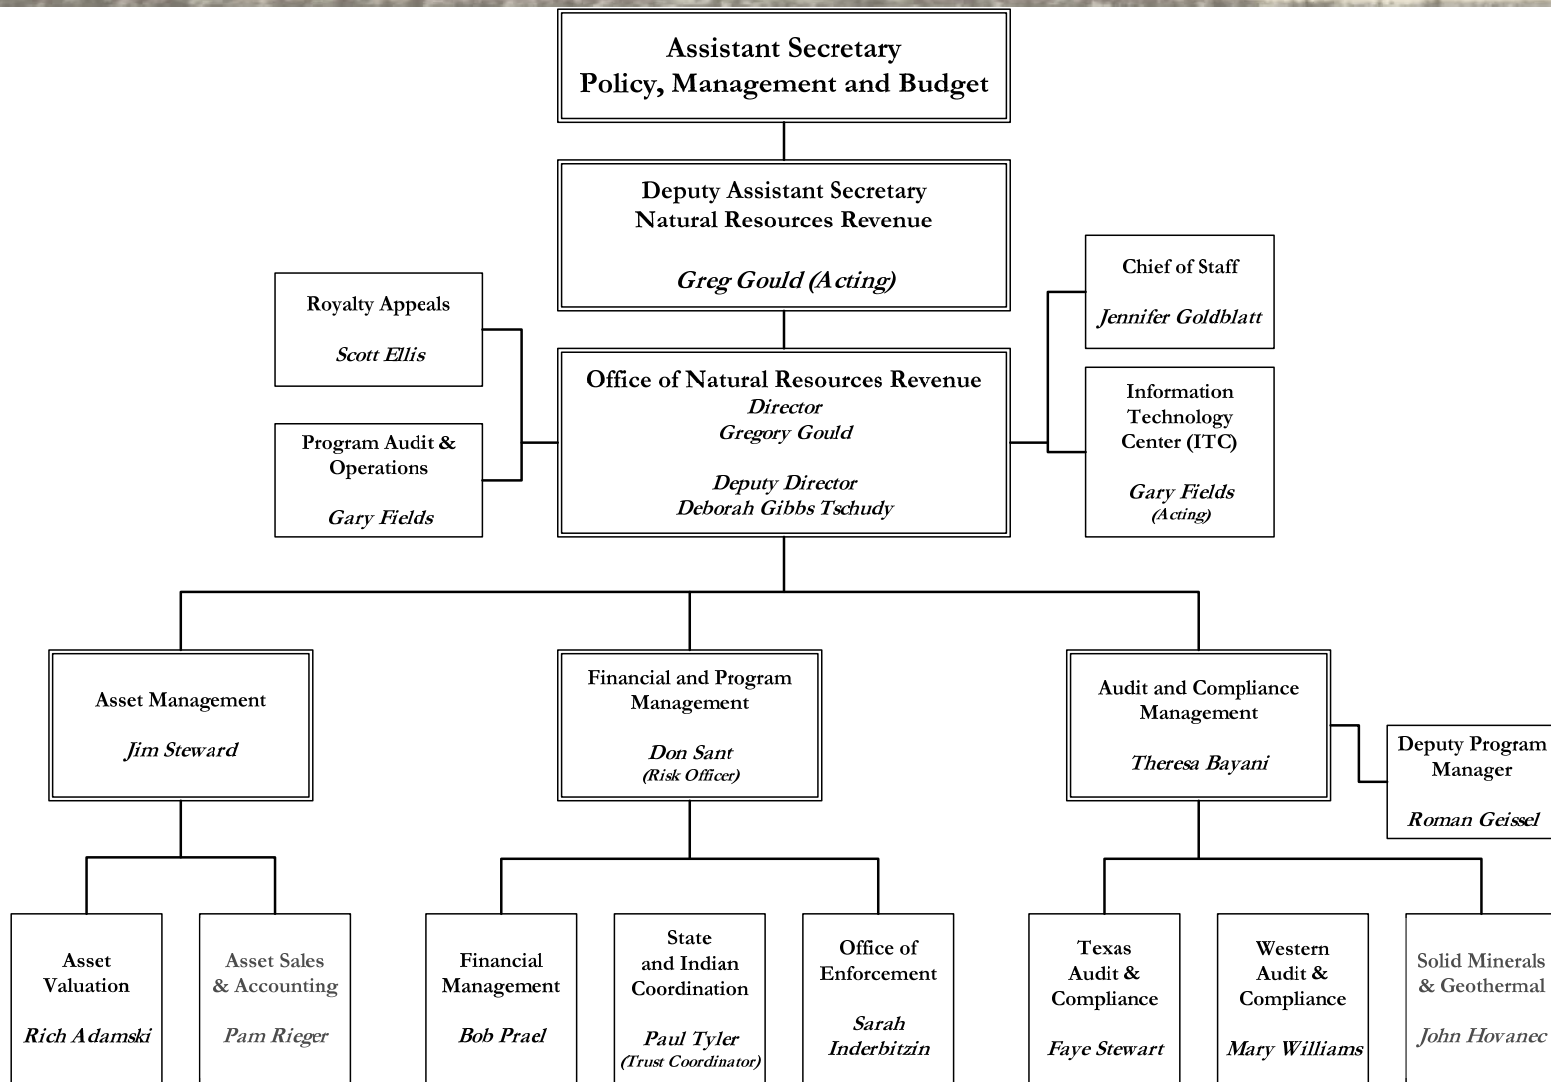 Assistant Secretary
Policy, Management and Budget
Deputy Assistant Secretary
Natural Resources Revenue
Greg Gould (Acting)
Royalty Appeals
Scott Ellis
Program Audit &
Operations
Gary Fields
Office of Natural Resources Revenue
Director
Gregory Gould
Deputy Director
Deborah Gibbs Tschudy
Chief of Staff
Jennifer Goldblatt
Information
Technology
Center (ITC)
Gary Fields
(Acting)
Asset Management
Jim Steward
Financial and Program
Management
Don Sant
(Risk Officer)
Audit and Compliance
Management
Theresa Bayani
Deputy Program
Manager
Roman Geissel
Asset
Valuation
Rich Adamski
Asset Sales
& Accounting
Pam Rieger
Financial
Management
Bob Prael
State
and Indian
Coordination
Paul Tyler
(Trust Coordinator)
Office of
Enforcement
Sarah
Inderbitzin
Texas
Audit &
Compliance
Faye Stewart
Western
Audit &
Compliance
Mary Williams
Solid Minerals
& Geothermal
John Hovanec